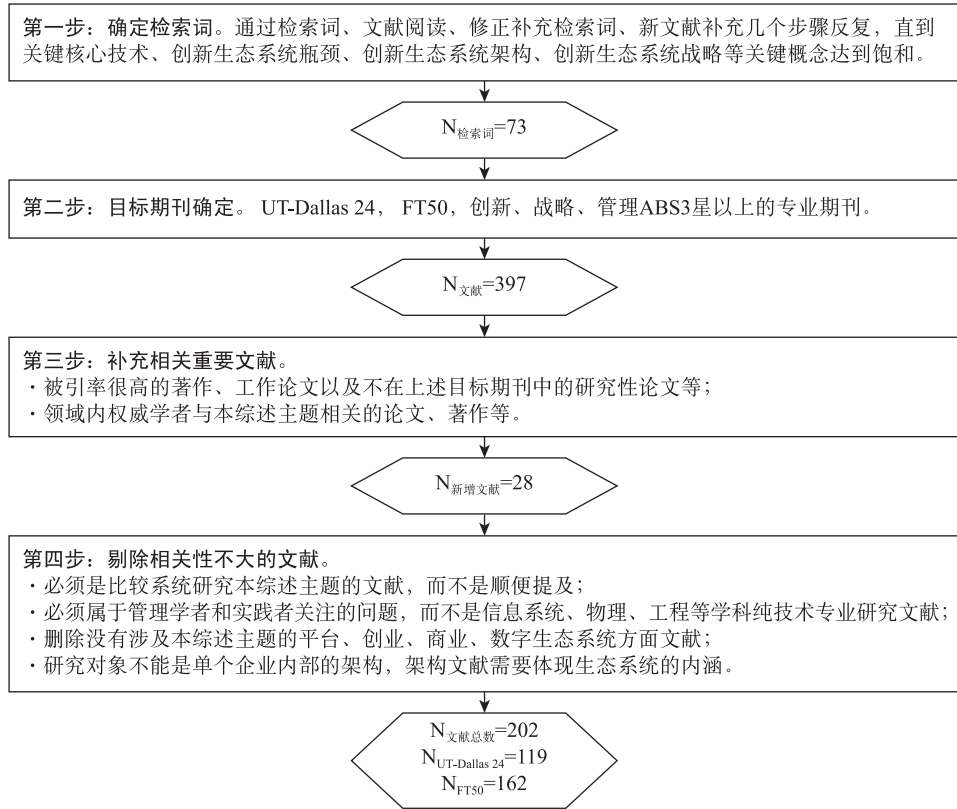 第一步：确定检索词。通过检索词、文献阅读、修正补充检索词、新文献补充几个步骤反复，直到
关键核心技术、创新生态系统瓶颈、创新生态系统架构、创新生态系统战略等关键概念达到饱和。
N检索词=73
第二步：目标期刊确定。 UT-Dallas 24， FT50，创新、战略、管理ABS3星以上的专业期刊。
N文献=397
第三步：补充相关重要文献。
·被引率很高的著作、工作论文以及不在上述目标期刊中的研究性论文等；
·领域内权威学者与本综述主题相关的论文、著作等。
N新增文献=28
第四步：剔除相关性不大的文献。
·必须是比较系统研究本综述主题的文献，而不是顺便提及；
·必须属于管理学者和实践者关注的问题，而不是信息系统、物理、工程等学科纯技术专业研究文献；
·删除没有涉及本综述主题的平台、创业、商业、数字生态系统方面文献；
·研究对象不能是单个企业内部的架构，架构文献需要体现生态系统的内涵。
N文献总数=202
NUT-Dallas 24=119
NFT50=162